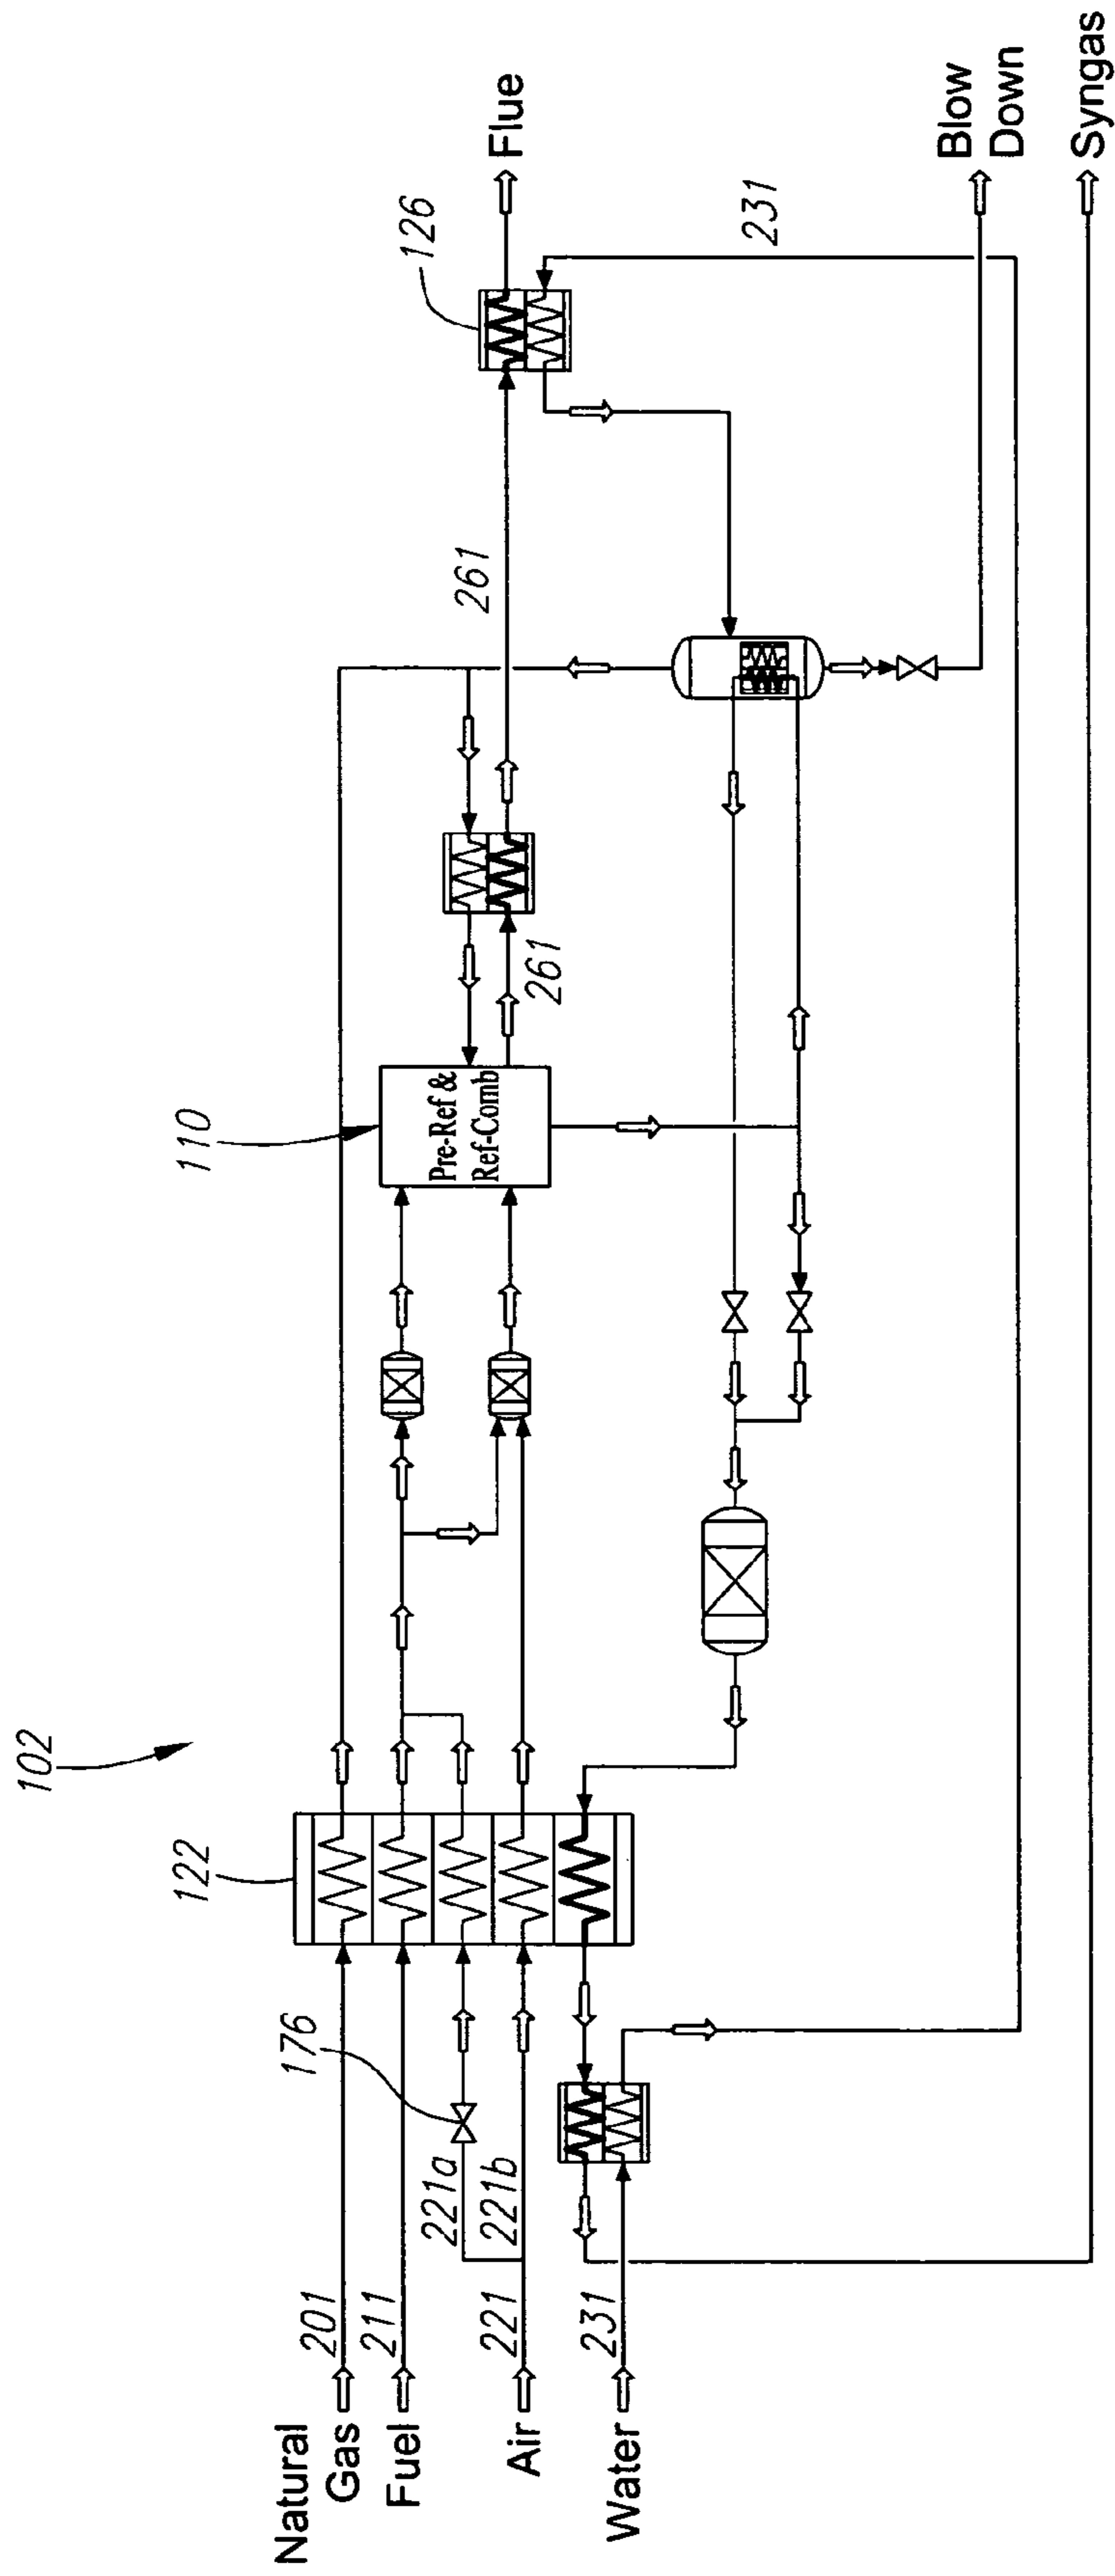 102
122
176
Natural
Gas
201
Fuel
211
221a
221b
Air
221
Water
231
110
Pre-Ref &
Ref-Comb
261
261
126
Flue
231
Blow
Down
Syngas